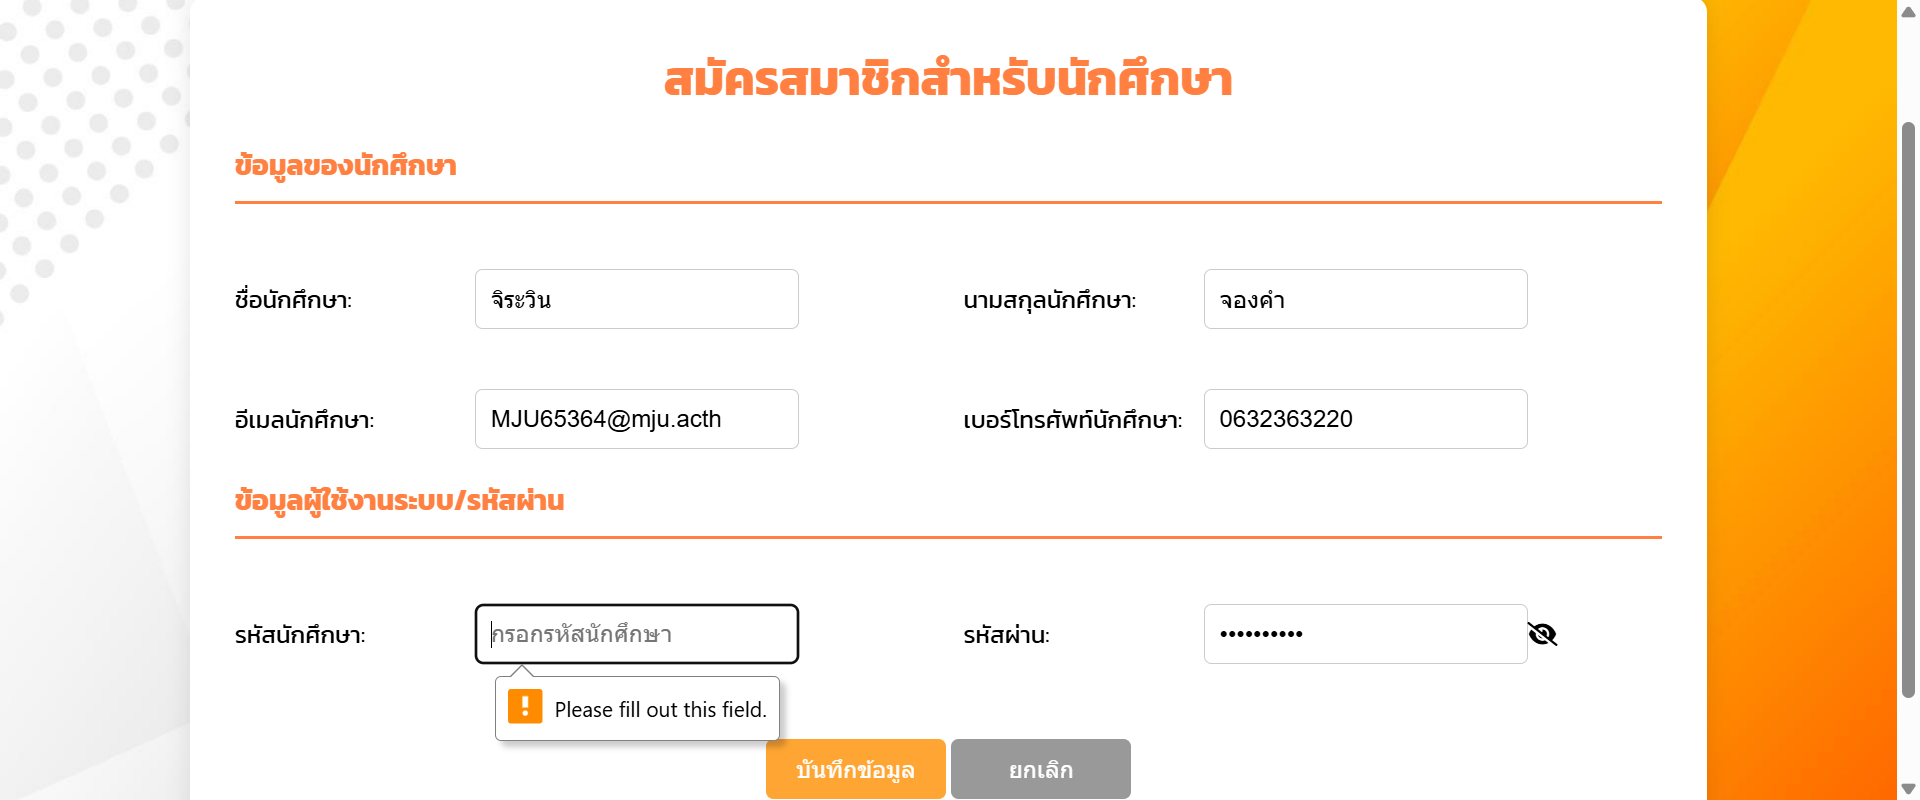 สมัครสมาชิกสำหรับนักศึกษา
ข้อมูลของนักศึกษา
ชื่อนักศึกษา: จิระวิน นามสกุลนักศึกษา: จองคำ
อีเมลนักศึกษา: MJU65364@mju.acth เบอร์โทรศัพท์นักศึกษา: 0632363220
ข้อมูลผู้ใช้งานระบบ/รหัสผ่าน
รหัสนักศึกษา: กรอกรหัสนักศึกษา รหัสผ่าน: ••••••••••
Please fill out this field.
บันทึกข้อมูล ยกเลิก